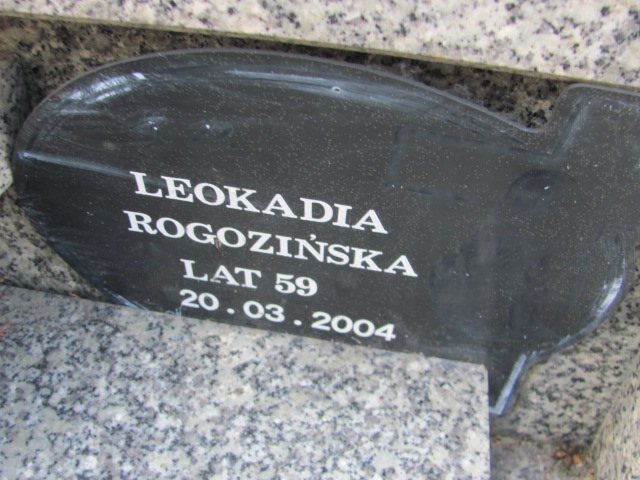 LEOKADIA
ROGOZIŃSKA
LAT 59
20.03.2004